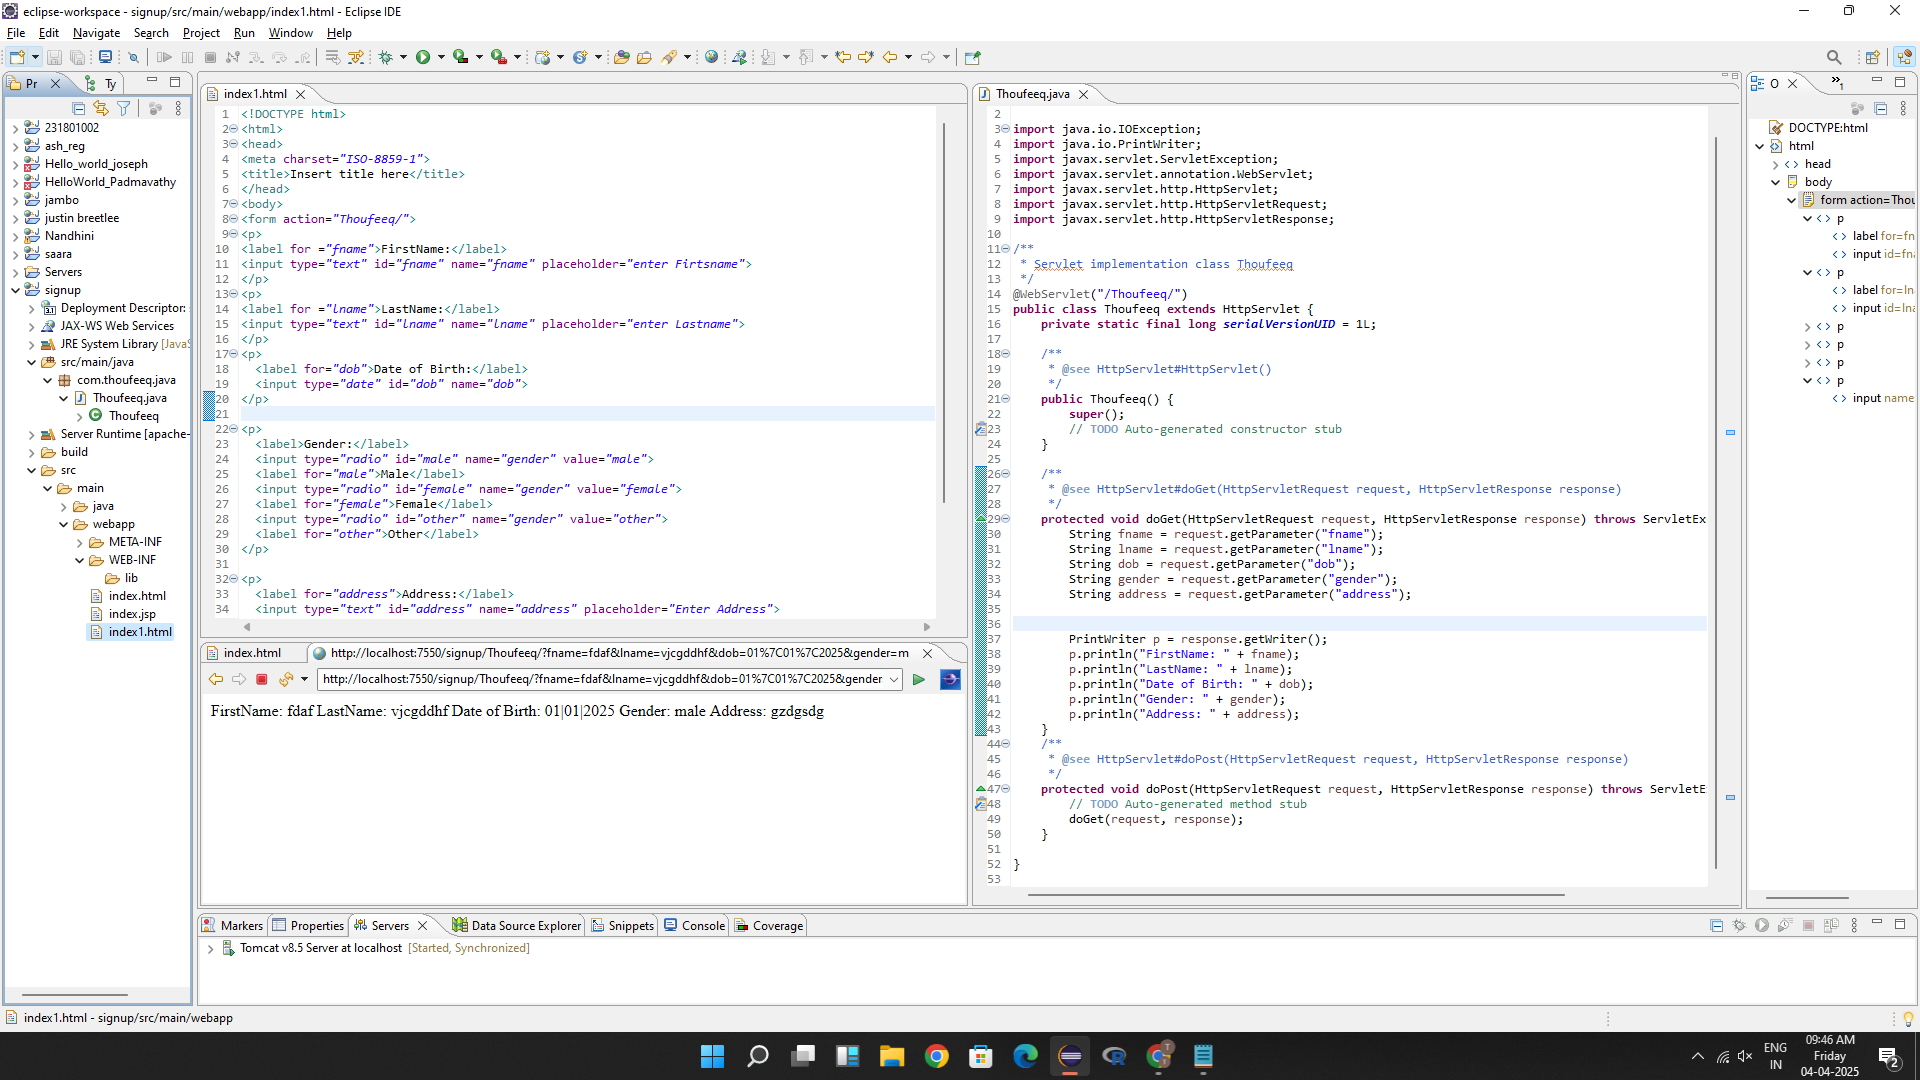 eclipse-workspace - signup/src/main/webapp/index1.html - Eclipse IDE
File Edit Navigate Search Project Run Window Help
Pr
Ty
231801002
ash_reg
Hello_world_joseph
HelloWorld_Padmavathy
jambo
justin breetlee
Nandhini
saara
Servers
signup
Deployment Descriptor:
JAX-WS Web Services
JRE System Library [JavaS
src/main/java
com.thoufeeq.java
Thoufeeq.java
Thoufeeq
Server Runtime [apache-
build
src
main
java
webapp
META-INF
WEB-INF
lib
index.html
index.jsp
index1.html
index1.html
1 <!DOCTYPE html>
2 <html>
3 <head>
4 <meta charset="ISO-8859-1">
5 <title>Insert title here</title>
6 </head>
7 <body>
8 <form action="Thoufeeq/">
9 <p>
10 <label for ="fname">FirstName:</label>
11 <input type="text" id="fname" name="fname" placeholder="enter Firtsname">
12 </p>
13 <p>
14 <label for ="lname">LastName:</label>
15 <input type="text" id="lname" name="lname" placeholder="enter Lastname">
16 </p>
17 <p>
18 <label for="dob">Date of Birth:</label>
19 <input type="date" id="dob" name="dob">
20 </p>
21
22 <p>
23 <label>Gender:</label>
24 <input type="radio" id="male" name="gender" value="male">
25 <label for="male">Male</label>
26 <input type="radio" id="female" name="gender" value="female">
27 <label for="female">Female</label>
28 <input type="radio" id="other" name="gender" value="other">
29 <label for="other">Other</label>
30 </p>
31
32 <p>
33 <label for="address">Address:</label>
34 <input type="text" id="address" name="address" placeholder="Enter Address">
index.html
http://localhost:7550/signup/Thoufeeq/?fname=fdaf&lname=vjcgddhf&dob=01%7C01%7C2025&gender=m
http://localhost:7550/signup/Thoufeeq/?fname=fdaf&lname=vjcgddhf&dob=01%7C01%7C2025&gender
FirstName: fdaf LastName: vjcgddhf Date of Birth: 01|01|2025 Gender: male Address: gzdgsdg
Thoufeeq.java
2
3 import java.io.IOException;
4 import java.io.PrintWriter;
5 import javax.servlet.ServletException;
6 import javax.servlet.annotation.WebServlet;
7 import javax.servlet.http.HttpServlet;
8 import javax.servlet.http.HttpServletRequest;
9 import javax.servlet.http.HttpServletResponse;
10
11 /**
12 * Servlet implementation class Thoufeeq
13 */
14 @WebServlet("/Thoufeeq/")
15 public class Thoufeeq extends HttpServlet {
16 private static final long serialVersionUID = 1L;
17
18 /**
19 * @see HttpServlet#HttpServlet()
20 */
21 public Thoufeeq() {
22 super();
23 // TODO Auto-generated constructor stub
24 }
25
26 /**
27 * @see HttpServlet#doGet(HttpServletRequest request, HttpServletResponse response)
28 */
29 protected void doGet(HttpServletRequest request, HttpServletResponse response) throws ServletEx
30 String fname = request.getParameter("fname");
31 String lname = request.getParameter("lname");
32 String dob = request.getParameter("dob");
33 String gender = request.getParameter("gender");
34 String address = request.getParameter("address");
35
36
37 PrintWriter p = response.getWriter();
38 p.println("FirstName: " + fname);
39 p.println("LastName: " + lname);
40 p.println("Date of Birth: " + dob);
41 p.println("Gender: " + gender);
42 p.println("Address: " + address);
43 }
44 /**
45 * @see HttpServlet#doPost(HttpServletRequest request, HttpServletResponse response)
46 */
47 protected void doPost(HttpServletRequest request, HttpServletResponse response) throws ServletE
48 // TODO Auto-generated method stub
49 doGet(request, response);
50 }
51
52 }
53
O
1
DOCTYPE:html
html
head
body
form action=Thou
p
label for=fn
input id=fna
p
label for=ln
input id=lna
p
p
p
p
input name
Markers Properties Servers Data Source Explorer Snippets Console Coverage
Tomcat v8.5 Server at localhost [Started, Synchronized]
index1.html - signup/src/main/webapp
ENG
IN
09:46 AM
Friday
04-04-2025
2